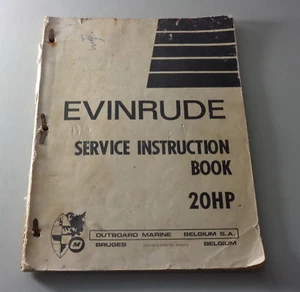 EVINRUDE
SERVICE INSTRUCTION
BOOK
20HP
M
OUTBOARD MARINE BELGIUM S.A.
BRUGES BELGIUM